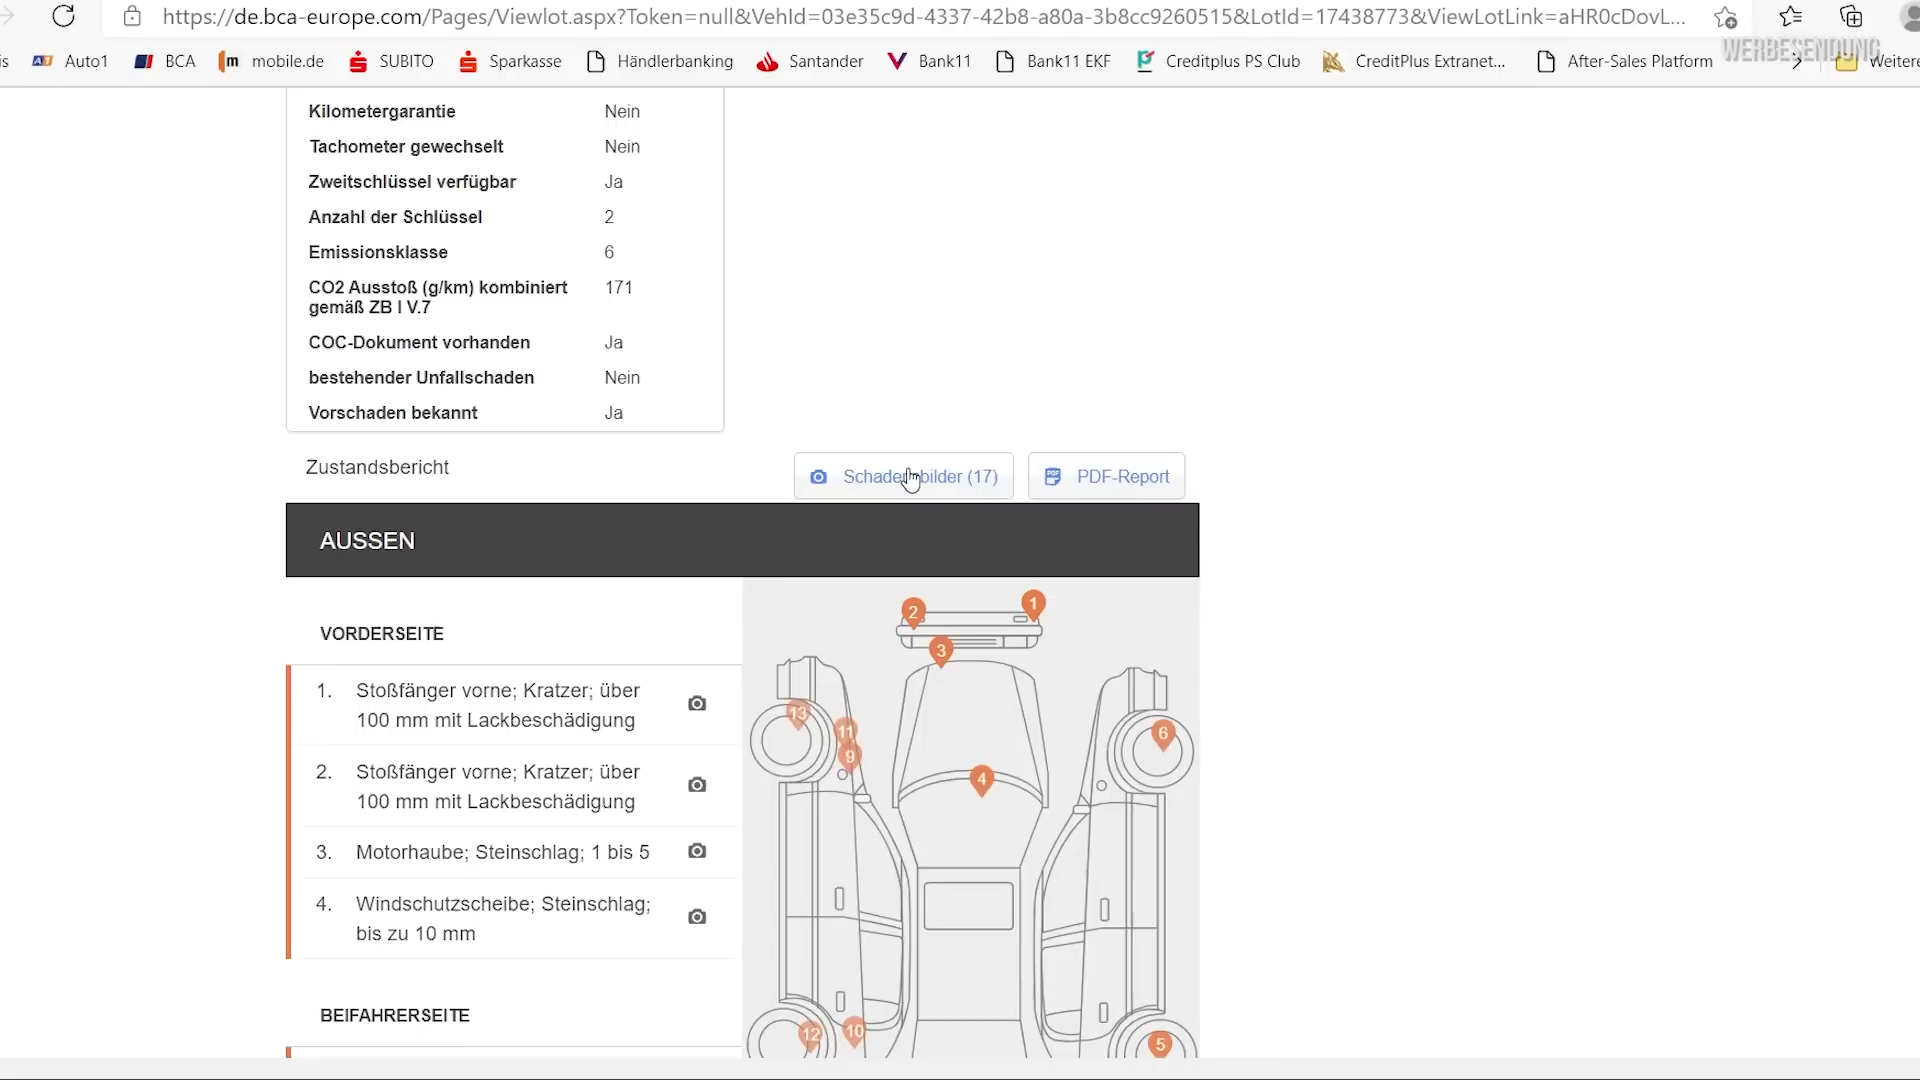 https://de.bca-europe.com/Pages/Viewlot.aspx?Token=null&VehId=03e35c9d-4337-42b8-a80a-3b8cc9260515&LotId=17438773&ViewLotLink=aHR0cDovL...
WERBESENDUNG
is Auto1 BCA mobile.de SUBITO Sparkasse Händlerbanking Santander Bank11 Bank11 EKF Creditplus PS Club CreditPlus Extranet... After-Sales Platform Weitere
Kilometergarantie Nein
Tachometer gewechselt Nein
Zweitschlüssel verfügbar Ja
Anzahl der Schlüssel 2
Emissionsklasse 6
CO2 Ausstoß (g/km) kombiniert 171
gemäß ZB I V.7
COC-Dokument vorhanden Ja
bestehender Unfallschaden Nein
Vorschaden bekannt Ja
Zustandsbericht
Schadenbilder (17)
PDF-Report
AUSSEN
VORDERSEITE
1. Stoßfänger vorne; Kratzer; über
100 mm mit Lackbeschädigung
2. Stoßfänger vorne; Kratzer; über
100 mm mit Lackbeschädigung
3. Motorhaube; Steinschlag; 1 bis 5
4. Windschutzscheibe; Steinschlag;
bis zu 10 mm
BEIFAHRERSEITE
2 1
3
13 11 6
9
4
12 10 5